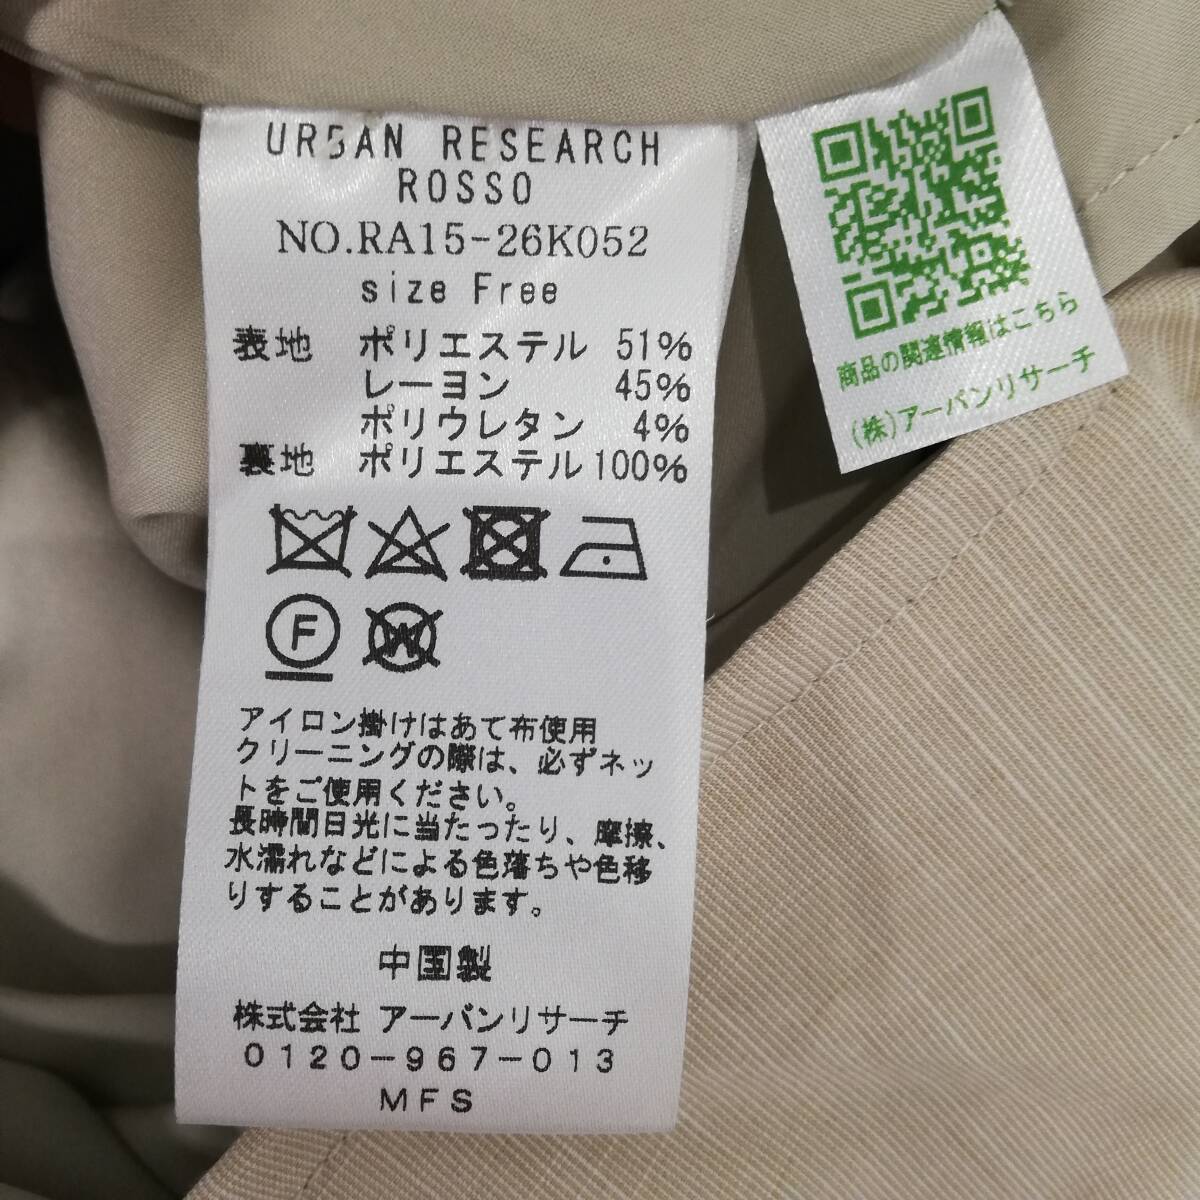 URBAN RESEARCH
ROSSO
NO.RA15-26K052
size Free
表地 ポリエステル 51%
レーヨン 45%
ポリウレタン 4%
裏地 ポリエステル 100%
F
W
アイロン掛けはあて布使用
クリーニングの際は、必ずネッ
トをご使用ください。
長時間日光に当たったり、摩擦、
水濡れなどによる色落ちや色移
りすることがあります。
中国製
株式会社 アーバンリサーチ
0120-967-013
MFS
商品の関連情報はこちら
(株)アーバンリサーチ